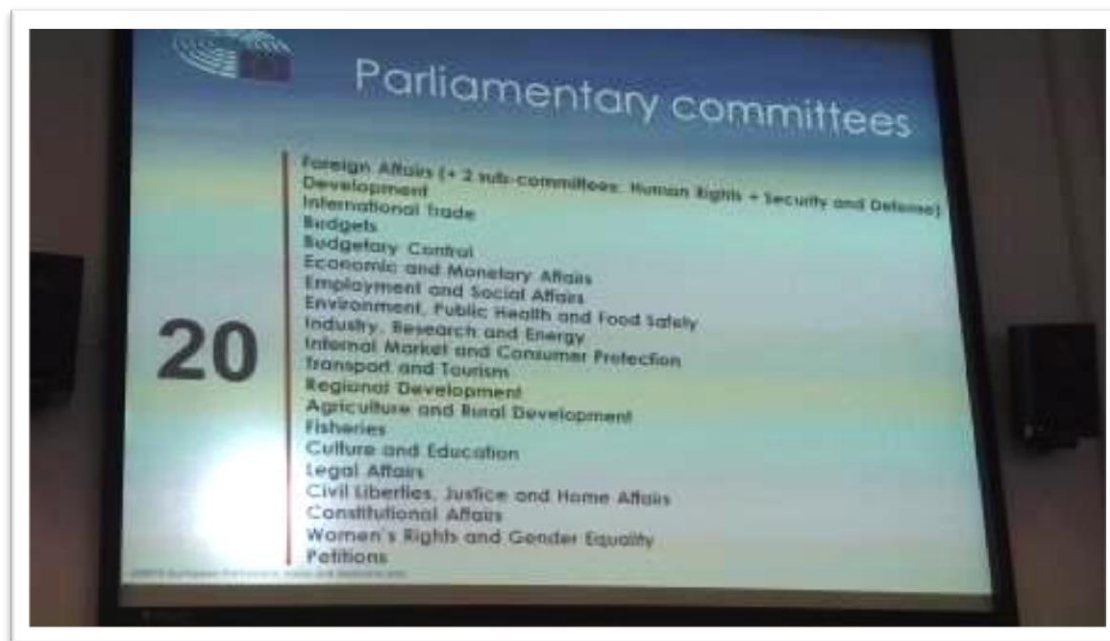 Parliamentary committees
Foreign Affairs (+ 2 sub-committees: Human Rights + Security and Defense)
Development
International Trade
Budgets
Budgetary Control
Economic and Monetary Affairs
Employment and Social Affairs
Environment, Public Health and Food Safety
Industry, Research and Energy
Internal Market and Consumer Protection
Transport and Tourism
Regional Development
Agriculture and Rural Development
Fisheries
Culture and Education
Legal Affairs
Civil Liberties, Justice and Home Affairs
Constitutional Affairs
Women's Rights and Gender Equality
Petitions
20